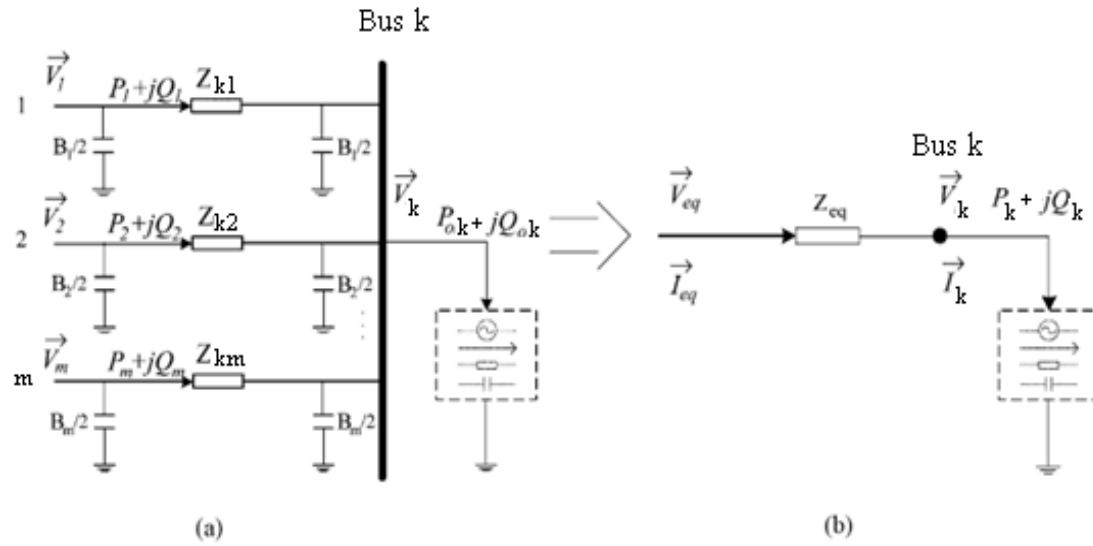 Bus k
V₁
1
P₁+jQ₁
Zk1
B₁/2
B₁/2
V₂
2
P₂+jQ₂
Zk2
B₂/2
B₂/2
Vₘ
m
Pₘ+jQₘ
Zkm
Bₘ/2
Bₘ/2
Vk
Pok+jQok
(a)
Bus k
Veq
Zeq
Vk
Pk + jQk
Ieq
Ik
(b)